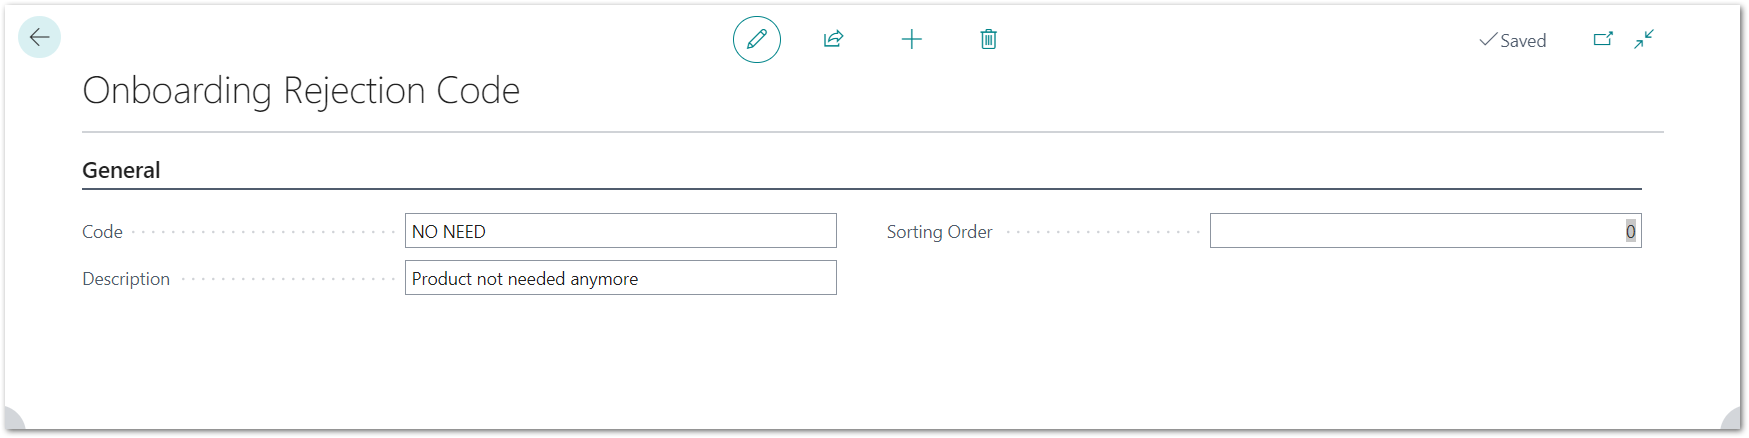 Saved
Onboarding Rejection Code
General
Code NO NEED Sorting Order 0
Description Product not needed anymore